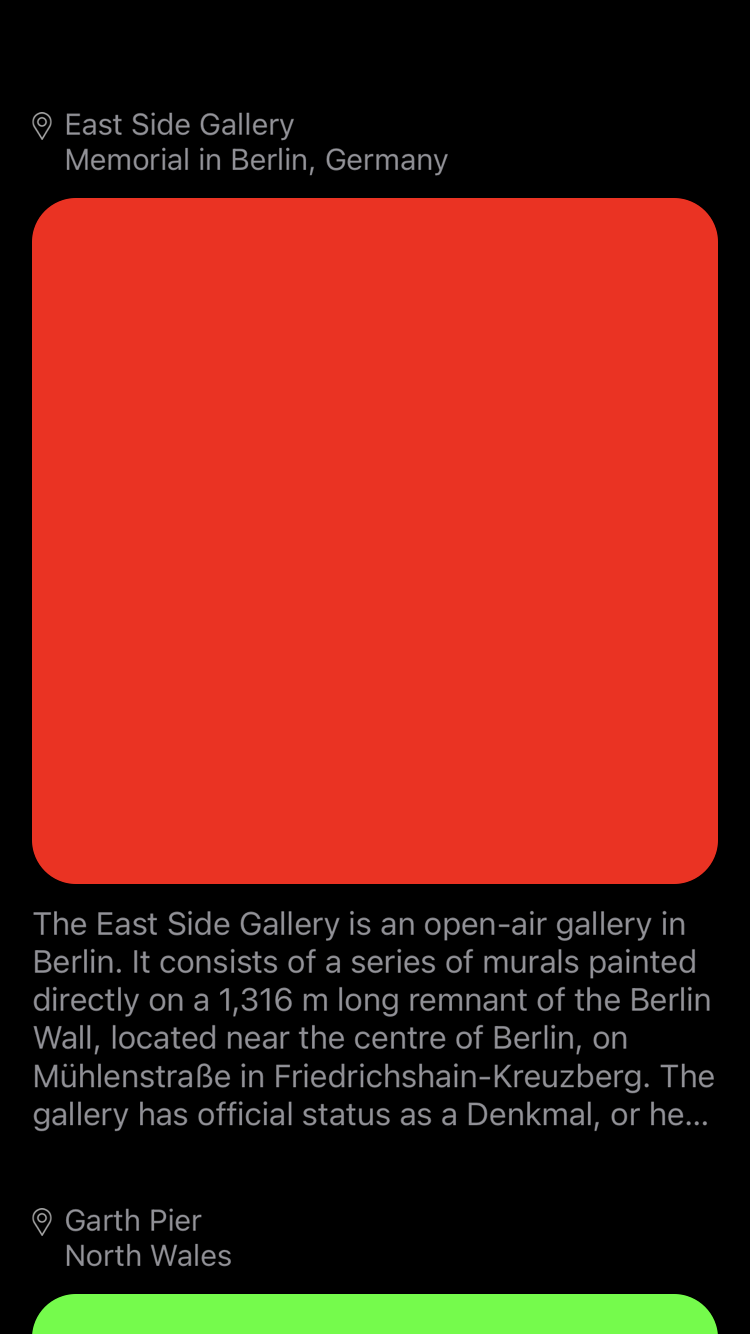 East Side Gallery
Memorial in Berlin, Germany
The East Side Gallery is an open-air gallery in
Berlin. It consists of a series of murals painted
directly on a 1,316 m long remnant of the Berlin
Wall, located near the centre of Berlin, on
Mühlenstraße in Friedrichshain-Kreuzberg. The
gallery has official status as a Denkmal, or he...
Garth Pier
North Wales